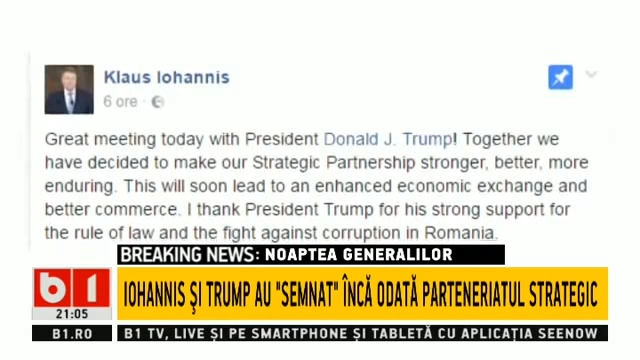 Klaus Iohannis
6 ore
Great meeting today with President Donald J. Trump! Together we
have decided to make our Strategic Partnership stronger, better, more
enduring. This will soon lead to an enhanced economic exchange and
better commerce. I thank President Trump for his strong support for
the rule of law and the fight against corruption in Romania.
BREAKING NEWS: NOAPTEA GENERALILOR
b1
IOHANNIS ŞI TRUMP AU "SEMNAT" ÎNCĂ ODATĂ PARTENERIATUL STRATEGIC
21:05
B1.RO
B1 TV, LIVE ŞI PE SMARTPHONE ŞI TABLETĂ CU APLICAŢIA SEENOW